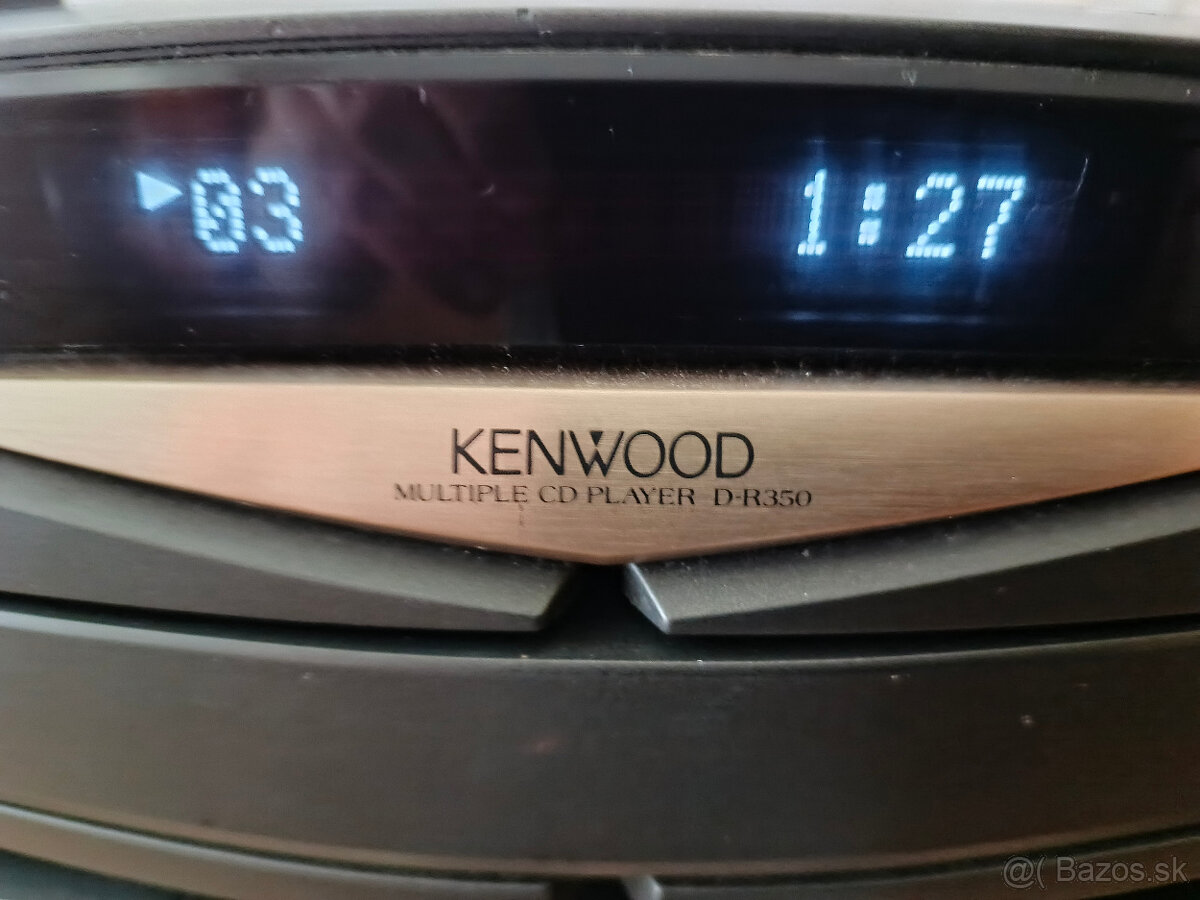 ▶03 1:27
KENWOOD
MULTIPLE CD PLAYER D-R350
@( Bazos.sk